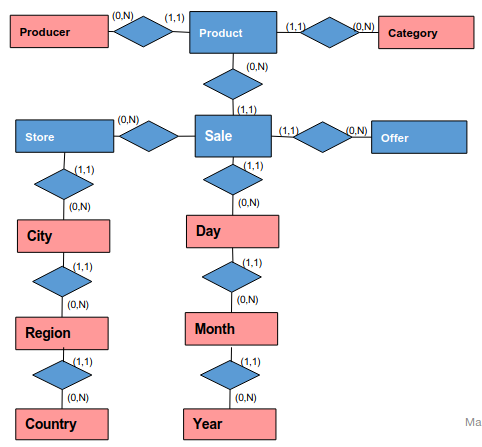 (0,N) (1,1)
Producer Product (1,1) (0,N) Category
(0,N)
(0,N) (1,1)
Store Sale (1,1) (0,N) Offer
(1,1) (1,1)
(0,N) (0,N)
City Day
(1,1) (1,1)
(0,N) (0,N)
Region Month
(1,1) (1,1)
(0,N) (0,N)
Country Year
Ma